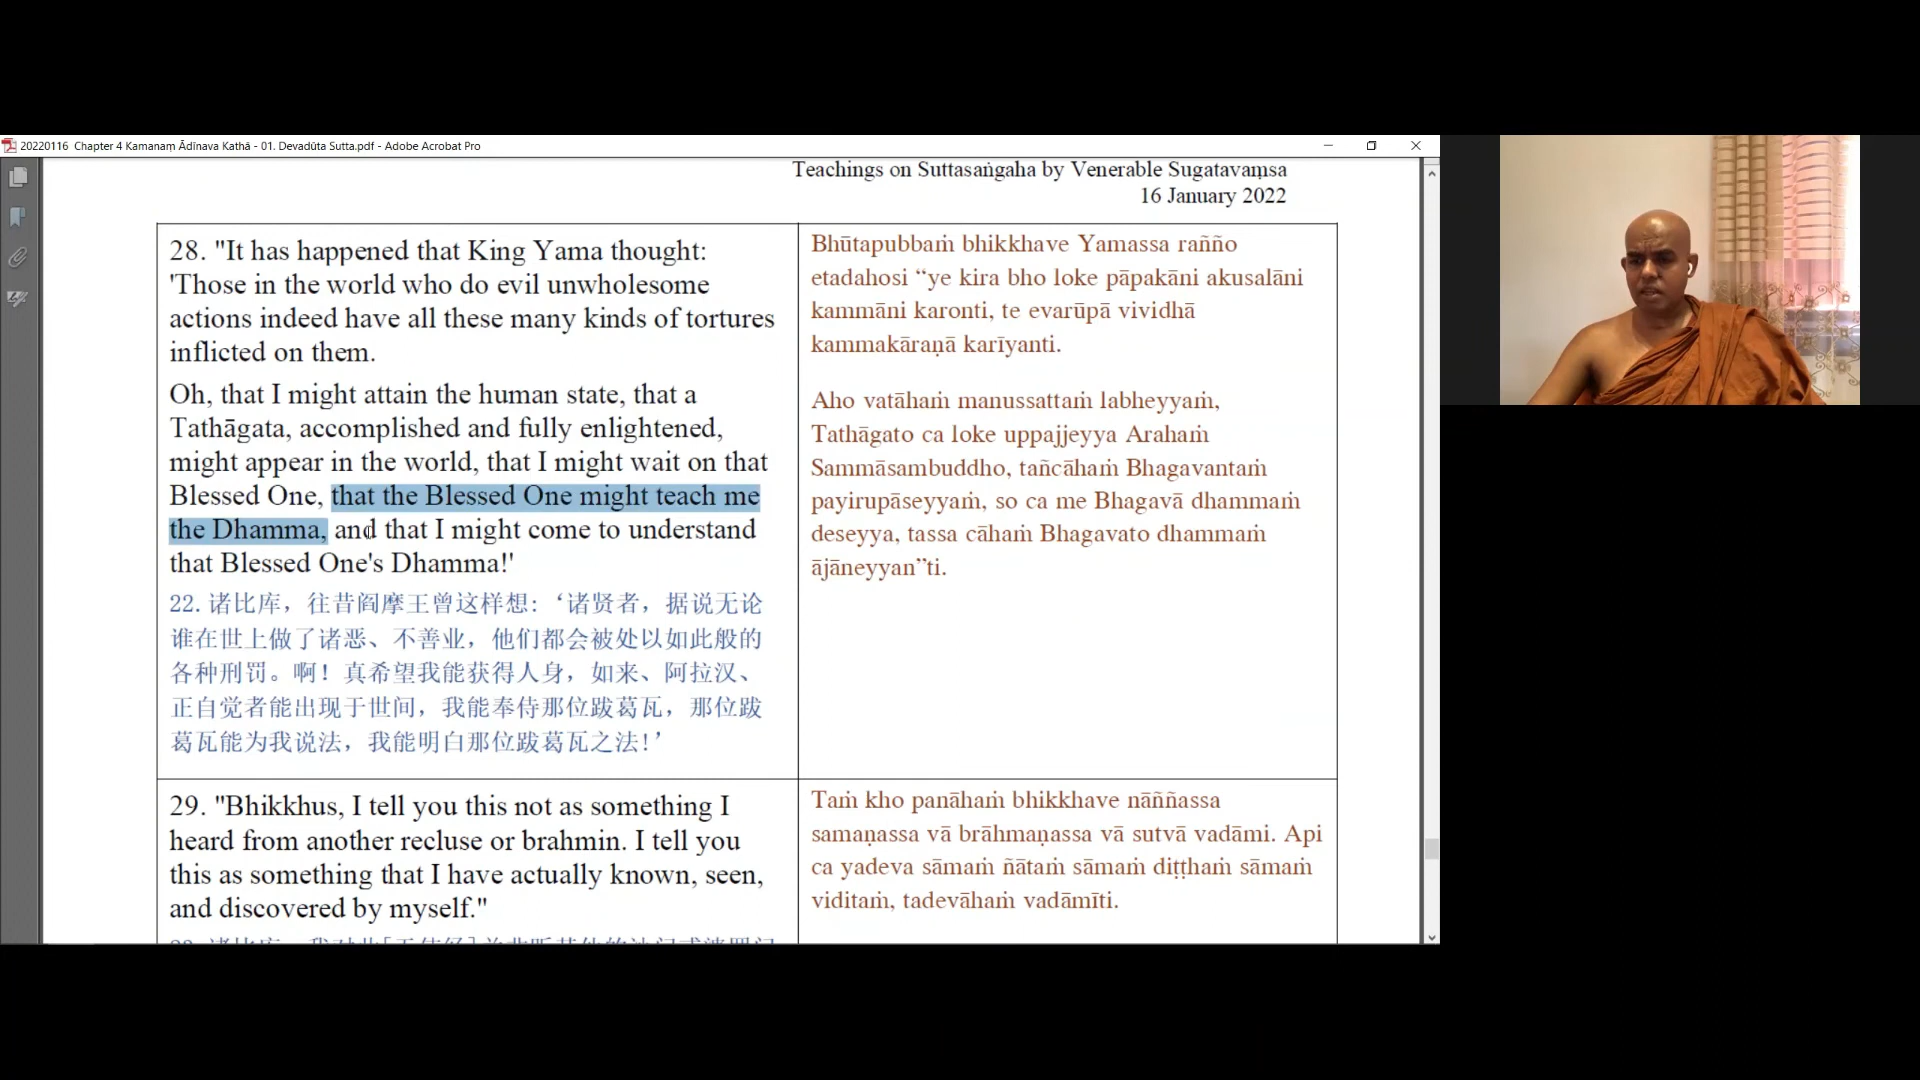 20220116 Chapter 4 Kamanaṃ Ādīnava Kathā - 01. Devadūta Sutta.pdf - Adobe Acrobat Pro
Teachings on Suttasaṅgaha by Venerable Sugatavaṃsa
16 January 2022
28. "It has happened that King Yama thought:
'Those in the world who do evil unwholesome
actions indeed have all these many kinds of tortures
inflicted on them.
Oh, that I might attain the human state, that a
Tathāgata, accomplished and fully enlightened,
might appear in the world, that I might wait on that
Blessed One, that the Blessed One might teach me
the Dhamma, and that I might come to understand
that Blessed One's Dhamma!'
22. 诸比库，往昔阎摩王曾这样想：‘诸贤者，据说无论
谁在世上做了诸恶、不善业，他们都会被处以如此般的
各种刑罚。啊！真希望我能获得人身，如来、阿拉汉、
正自觉者能出现于世间，我能奉侍那位跋葛瓦，那位跋
葛瓦能为我说法，我能明白那位跋葛瓦之法！’
Bhūtapubbaṁ bhikkhave Yamassa rañño
etadahosi “ye kira bho loke pāpakāni akusalāni
kammāni karonti, te evarūpā vividhā
kammakāraṇā karīyanti.
Aho vatāhaṁ manussattaṁ labheyyaṁ,
Tathāgato ca loke uppajjeyya Arahaṁ
Sammāsambuddho, tañcāhaṁ Bhagavantaṁ
payirupāseyyaṁ, so ca me Bhagavā dhammaṁ
deseyya, tassa cāhaṁ Bhagavato dhammaṁ
ājāneyyan”ti.
29. "Bhikkhus, I tell you this not as something I
heard from another recluse or brahmin. I tell you
this as something that I have actually known, seen,
and discovered by myself."
Taṁ kho panāhaṁ bhikkhave nāññassa
samaṇassa vā brāhmaṇassa vā sutvā vadāmi. Api
ca yadeva sāmaṁ ñātaṁ sāmaṁ diṭṭhaṁ sāmaṁ
viditaṁ, tadevāhaṁ vadāmīti.